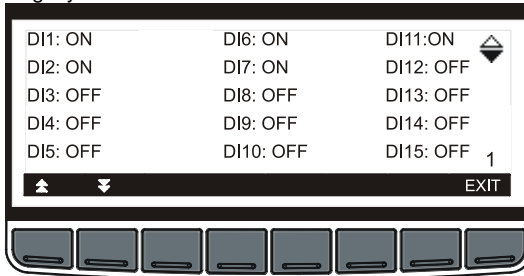 DI1: ON DI6: ON DI11:ON
DI2: ON DI7: ON DI12: OFF
DI3: OFF DI8: OFF DI13: OFF
DI4: OFF DI9: OFF DI14: OFF
DI5: OFF DI10: OFF DI15: OFF
1
EXIT